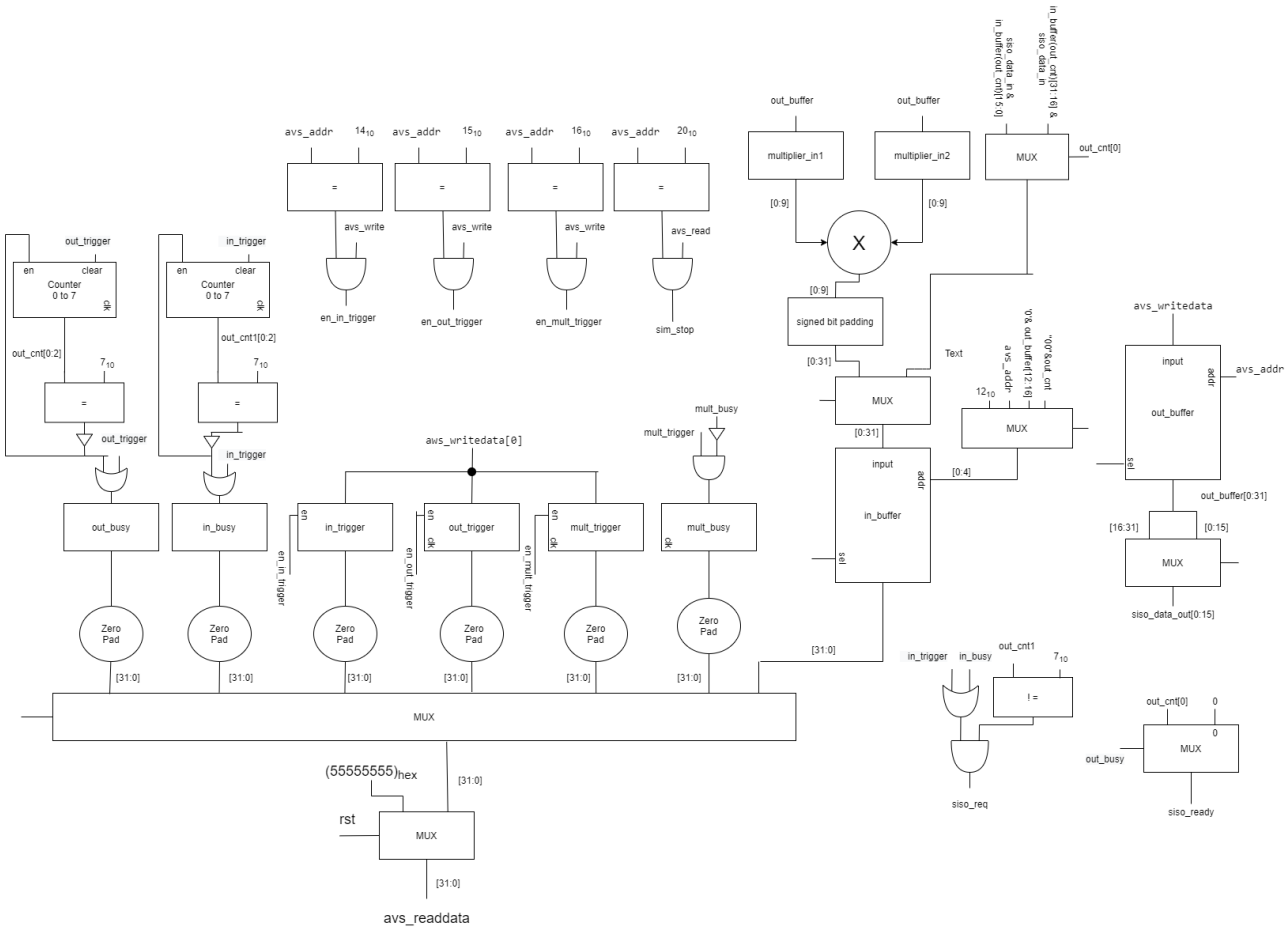 in_buffer(out_cnt)[31:16] &
siso_data_in
siso_data_in &
in_buffer(out_cnt)[15:0]
out_buffer
out_buffer
avs_addr
14₁₀
avs_addr
15₁₀
avs_addr
16₁₀
avs_addr
20₁₀
multiplier_in1
multiplier_in2
MUX
out_cnt[0]
=
=
=
=
[0:9]
[0:9]
avs_write
avs_write
avs_write
avs_read
out_trigger
in_trigger
X
en
clear
Counter
0 to 7
clk
en
clear
Counter
0 to 7
clk
[0:9]
en_in_trigger
en_out_trigger
en_mult_trigger
sim_stop
signed bit padding
avs_writedata
out_cnt[0:2]
out_cnt1[0:2]
[0:31]
Text
7₁₀
7₁₀
12₁₀
avs_addr
'0'& out_buffer[12:16]
"0,0"&out_cnt
input
addr
out_buffer
sel
avs_addr
=
=
MUX
mult_busy
MUX
out_trigger
mult_trigger
[0:31]
in_trigger
aws_writedata[0]
input
addr
in_buffer
sel
[0:4]
out_buffer[0:31]
out_busy
in_busy
in_trigger
en
out_trigger
en
clk
mult_trigger
en
clk
mult_busy
clk
[16:31]
[0:15]
en_in_trigger
en_out_trigger
en_mult_trigger
MUX
siso_data_out[0:15]
Zero
Pad
Zero
Pad
Zero
Pad
Zero
Pad
Zero
Pad
Zero
Pad
[31:0]
in_trigger
in_busy
out_cnt1
7₁₀
[31:0]
[31:0]
[31:0]
[31:0]
[31:0]
[31:0]
! =
out_cnt[0]
0
MUX
0
MUX
out_busy
(55555555)hex
[31:0]
siso_req
siso_ready
rst
MUX
[31:0]
avs_readdata